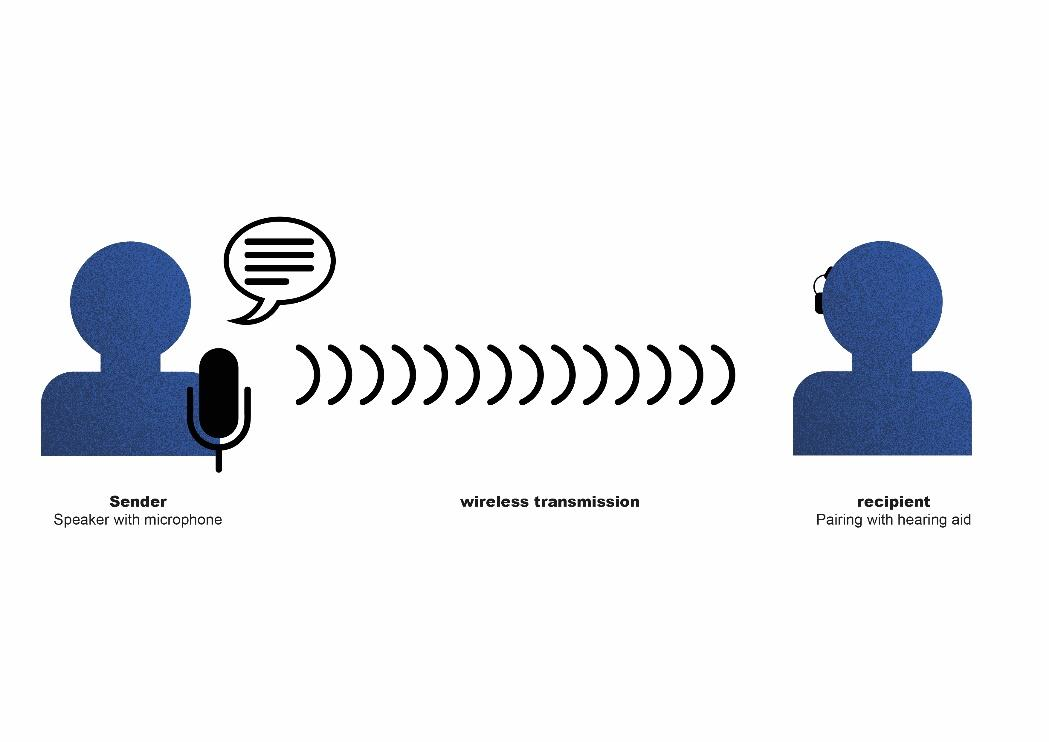 Sender
Speaker with microphone
wireless transmission
recipient
Pairing with hearing aid